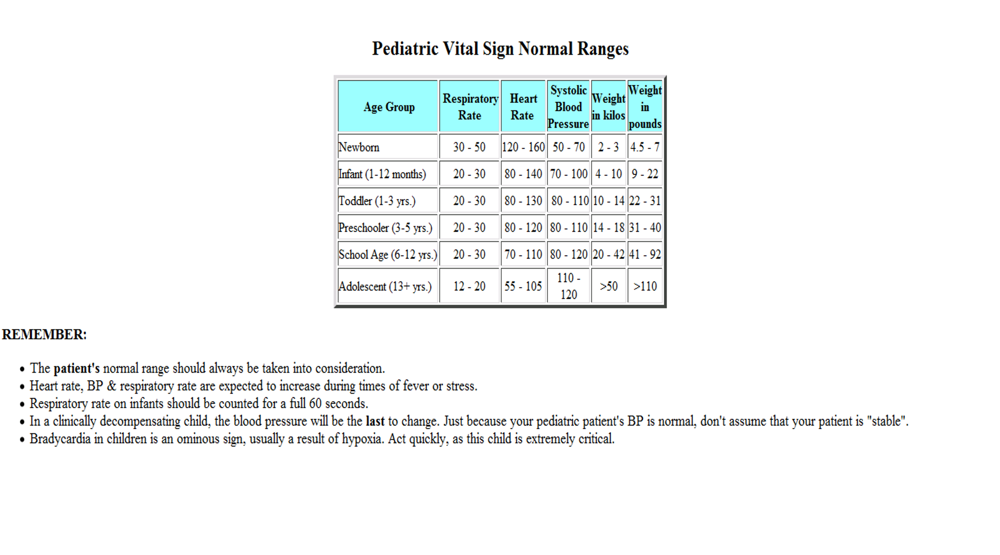 Pediatric Vital Sign Normal Ranges
Age Group Respiratory Rate Heart Rate Systolic Blood Pressure Weight in kilos Weight in pounds
Newborn 30 - 50 120 - 160 50 - 70 2 - 3 4.5 - 7
Infant (1-12 months) 20 - 30 80 - 140 70 - 100 4 - 10 9 - 22
Toddler (1-3 yrs.) 20 - 30 80 - 130 80 - 110 10 - 14 22 - 31
Preschooler (3-5 yrs.) 20 - 30 80 - 120 80 - 110 14 - 18 31 - 40
School Age (6-12 yrs.) 20 - 30 70 - 110 80 - 120 20 - 42 41 - 92
Adolescent (13+ yrs.) 12 - 20 55 - 105 110 - 120 >50 >110
REMEMBER:
• The patient's normal range should always be taken into consideration.
• Heart rate, BP & respiratory rate are expected to increase during times of fever or stress.
• Respiratory rate on infants should be counted for a full 60 seconds.
• In a clinically decompensating child, the blood pressure will be the last to change. Just because your pediatric patient's BP is normal, don't assume that your patient is "stable".
• Bradycardia in children is an ominous sign, usually a result of hypoxia. Act quickly, as this child is extremely critical.